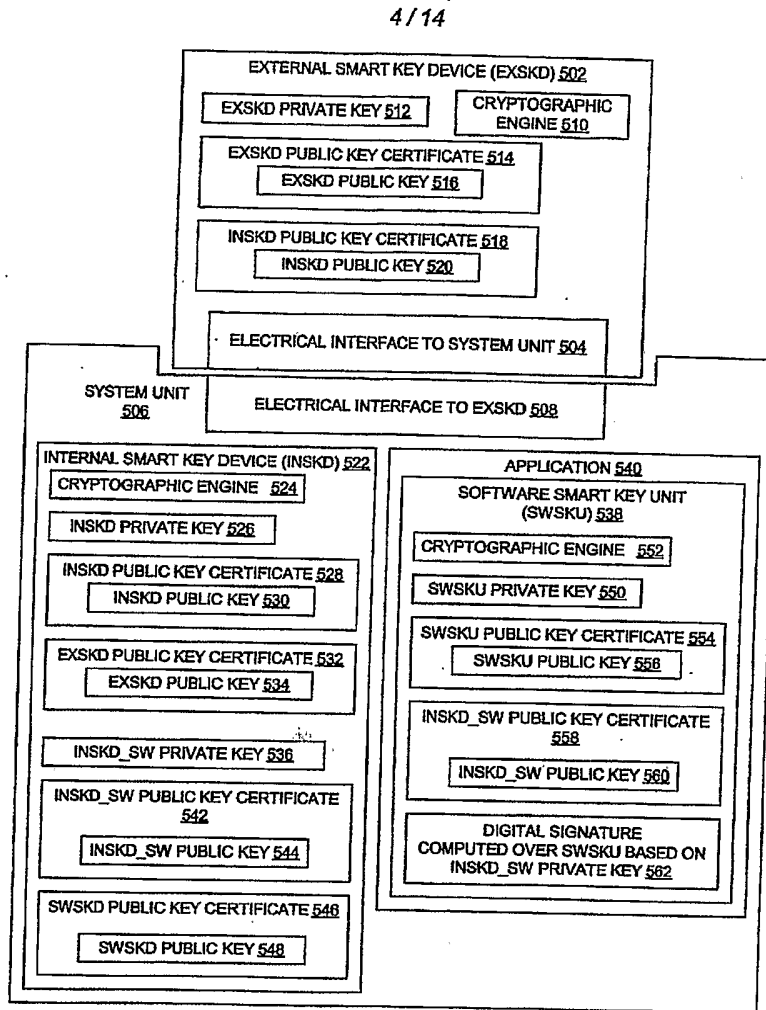 4/14
EXTERNAL SMART KEY DEVICE (EXSKD) 502
EXSKD PRIVATE KEY 512
CRYPTOGRAPHIC
ENGINE 510
EXSKD PUBLIC KEY CERTIFICATE 514
EXSKD PUBLIC KEY 516
INSKD PUBLIC KEY CERTIFICATE 518
INSKD PUBLIC KEY 520
ELECTRICAL INTERFACE TO SYSTEM UNIT 504
SYSTEM UNIT
506
ELECTRICAL INTERFACE TO EXSKD 508
INTERNAL SMART KEY DEVICE (INSKD) 522
CRYPTOGRAPHIC ENGINE 524
INSKD PRIVATE KEY 526
INSKD PUBLIC KEY CERTIFICATE 528
INSKD PUBLIC KEY 530
EXSKD PUBLIC KEY CERTIFICATE 532
EXSKD PUBLIC KEY 534
INSKD_SW PRIVATE KEY 536
INSKD_SW PUBLIC KEY CERTIFICATE
542
INSKD_SW PUBLIC KEY 544
SWSKD PUBLIC KEY CERTIFICATE 546
SWSKD PUBLIC KEY 548
APPLICATION 540
SOFTWARE SMART KEY UNIT
(SWSKU) 538
CRYPTOGRAPHIC ENGINE 552
SWSKU PRIVATE KEY 550
SWSKU PUBLIC KEY CERTIFICATE 554
SWSKU PUBLIC KEY 556
INSKD_SW PUBLIC KEY CERTIFICATE
558
INSKD_SW PUBLIC KEY 560
DIGITAL SIGNATURE
COMPUTED OVER SWSKU BASED ON
INSKD_SW PRIVATE KEY 562